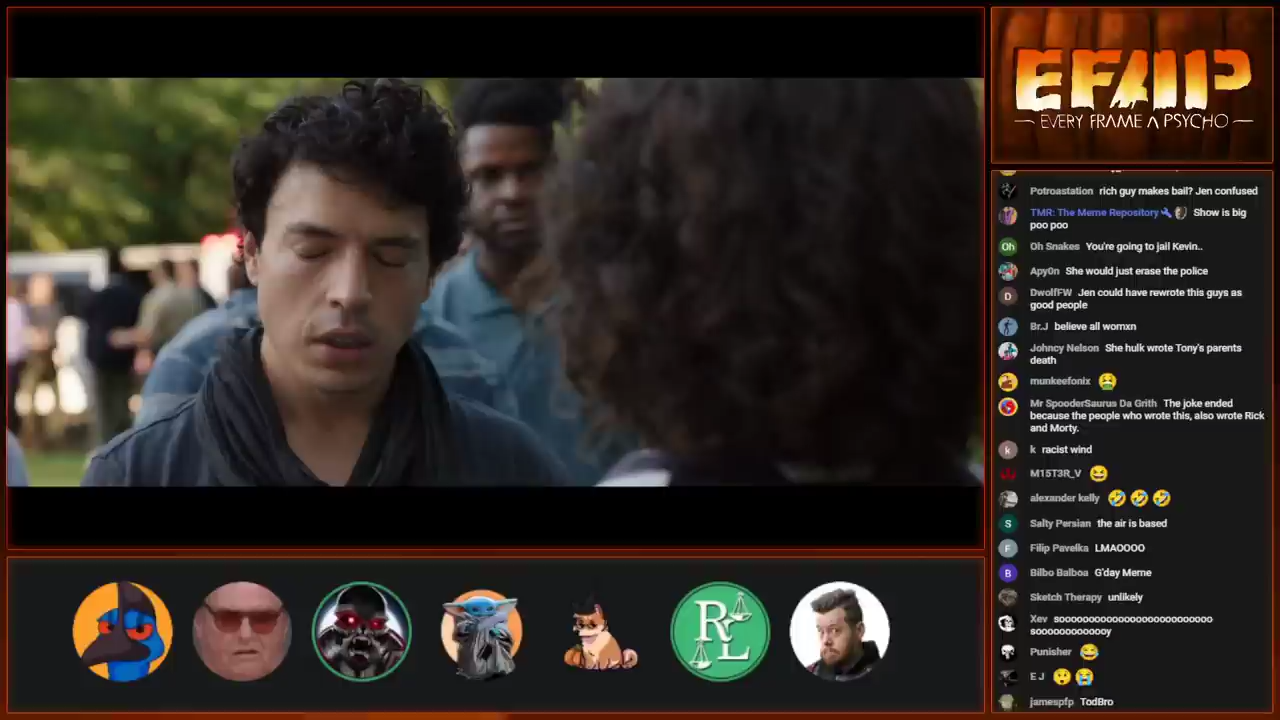 EFAP
EVERY FRAME A PSYCHO
Potroastation rich guy makes bail? Jen confused
TMR: The Meme Repository Show is big
poo poo
Oh Oh Snakes You're going to jail Kevin..
Apy0n She would just erase the police
D DwolfFW Jen could have rewrote this guys as
good people
Br.J believe all womxn
Johncy Nelson She hulk wrote Tony's parents
death
munkeefonix 🤮
Mr SpooderSaurus Da Grith The joke ended
because the people who wrote this, also wrote Rick
and Morty.
k k racist wind
M15T3R_V 😆
alexander kelly 🤣🤣🤣
S Salty Persian the air is based
F Filip Pavelka LMAOOOO
B Bilbo Balboa G'day Meme
Sketch Therapy unlikely
Xev soooooooooooooooooooooooooo
soooooooooooooy
Punisher 😂
E J 😲😭
jamespfp TodBro
RCL